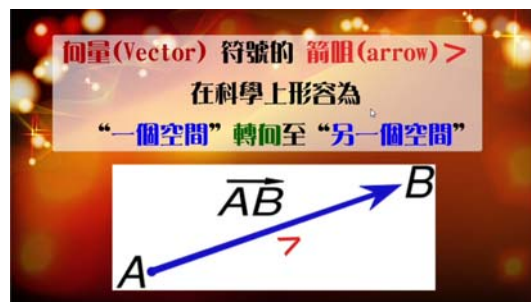 向量(Vector) 符號的 箭咀(arrow) >
在科學上形容為
“一個空間” 轉向至 “另一個空間”
AB
B
>
A